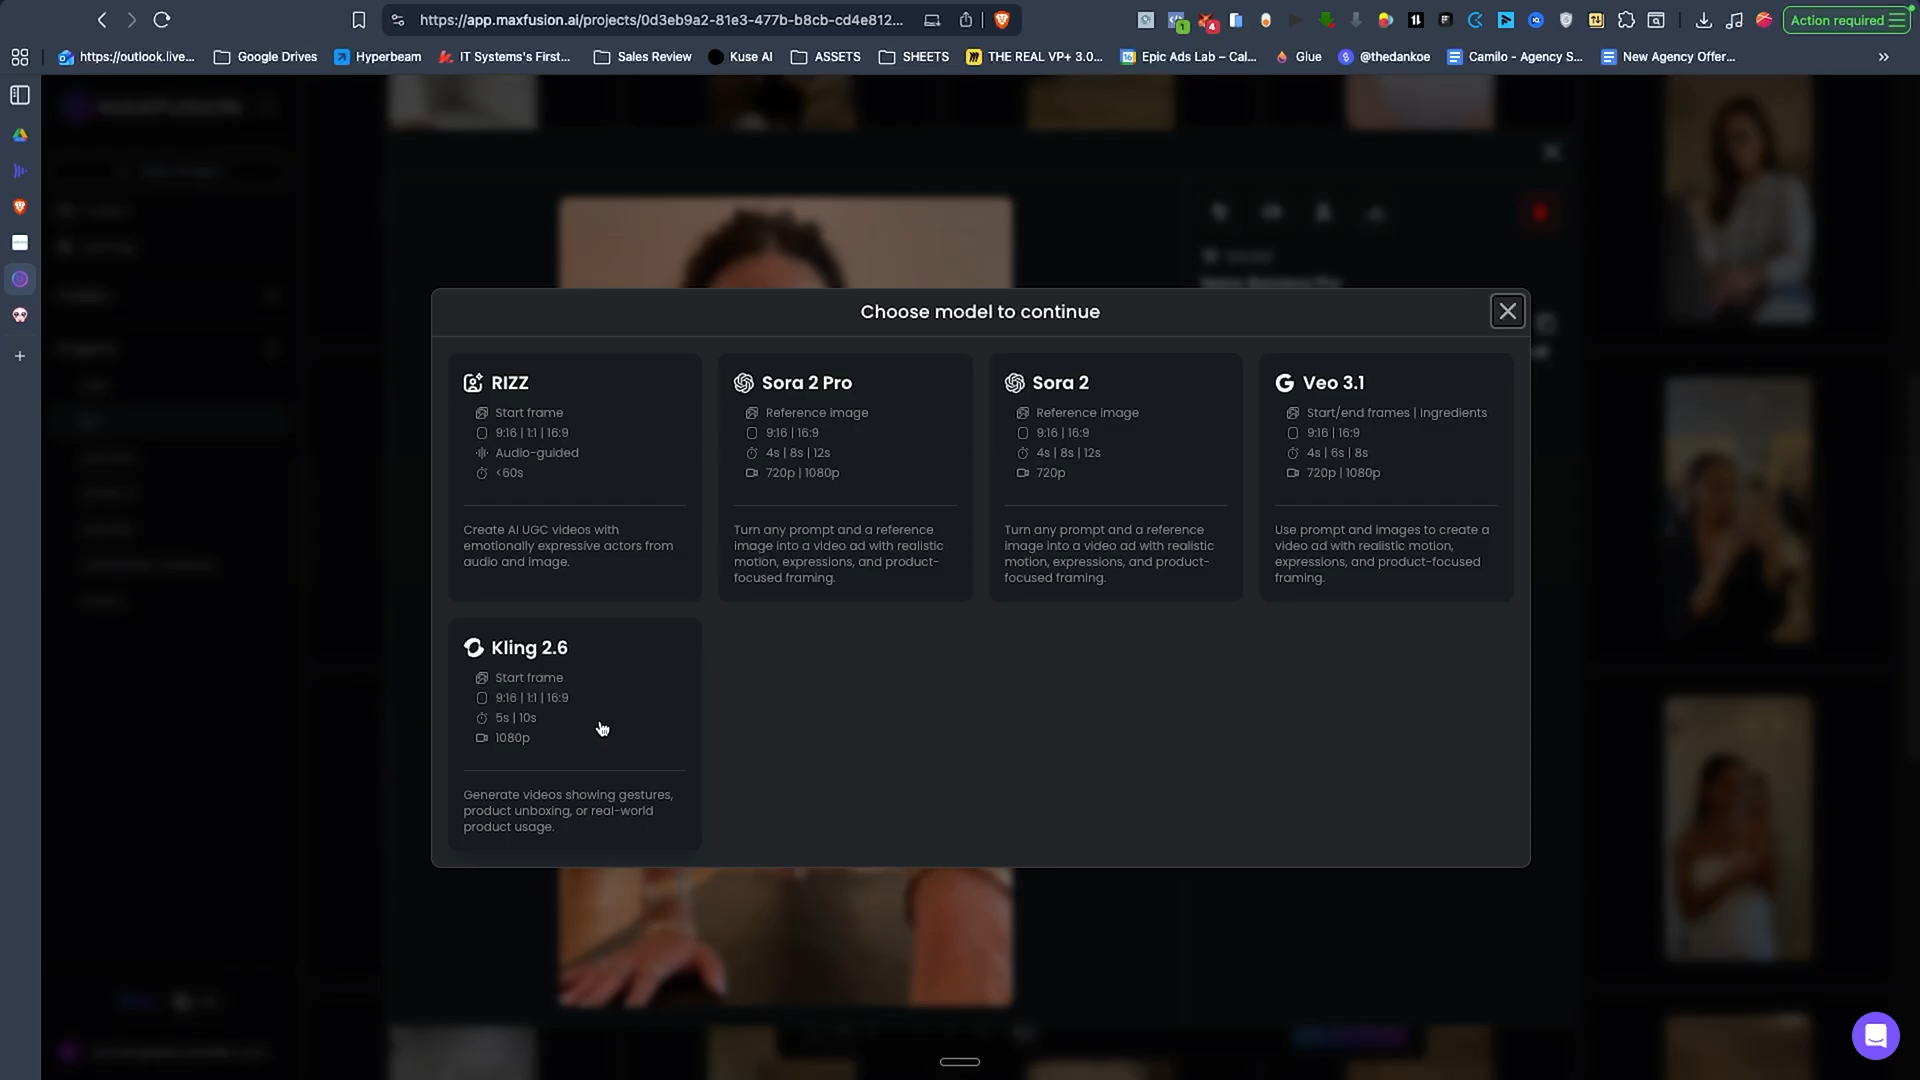 https://app.maxfusion.ai/projects/0d3eb9a2-81e3-477b-b8cb-cd4e812...
1
4
Action required
https://outlook.live...
Google Drives
Hyperbeam
IT Systems's First...
Sales Review
Kuse AI
ASSETS
SHEETS
THE REAL VP+ 3.0...
Epic Ads Lab – Cal...
Glue
@thedankoe
Camilo - Agency S...
New Agency Offer...
Choose model to continue
RIZZ
Start frame
9:16 | 1:1 | 16:9
Audio-guided
<60s
Create AI UGC videos with
emotionally expressive actors from
audio and image.
Sora 2 Pro
Reference image
9:16 | 16:9
4s | 8s | 12s
720p | 1080p
Turn any prompt and a reference
image into a video ad with realistic
motion, expressions, and product-
focused framing.
Sora 2
Reference image
9:16 | 16:9
4s | 8s | 12s
720p
Turn any prompt and a reference
image into a video ad with realistic
motion, expressions, and product-
focused framing.
Veo 3.1
Start/end frames | Ingredients
9:16 | 16:9
4s | 6s | 8s
720p | 1080p
Use prompt and images to create a
video ad with realistic motion,
expressions, and product-focused
framing.
Kling 2.6
Start frame
9:16 | 1:1 | 16:9
5s | 10s
1080p
Generate videos showing gestures,
product unboxing, or real-world
product usage.